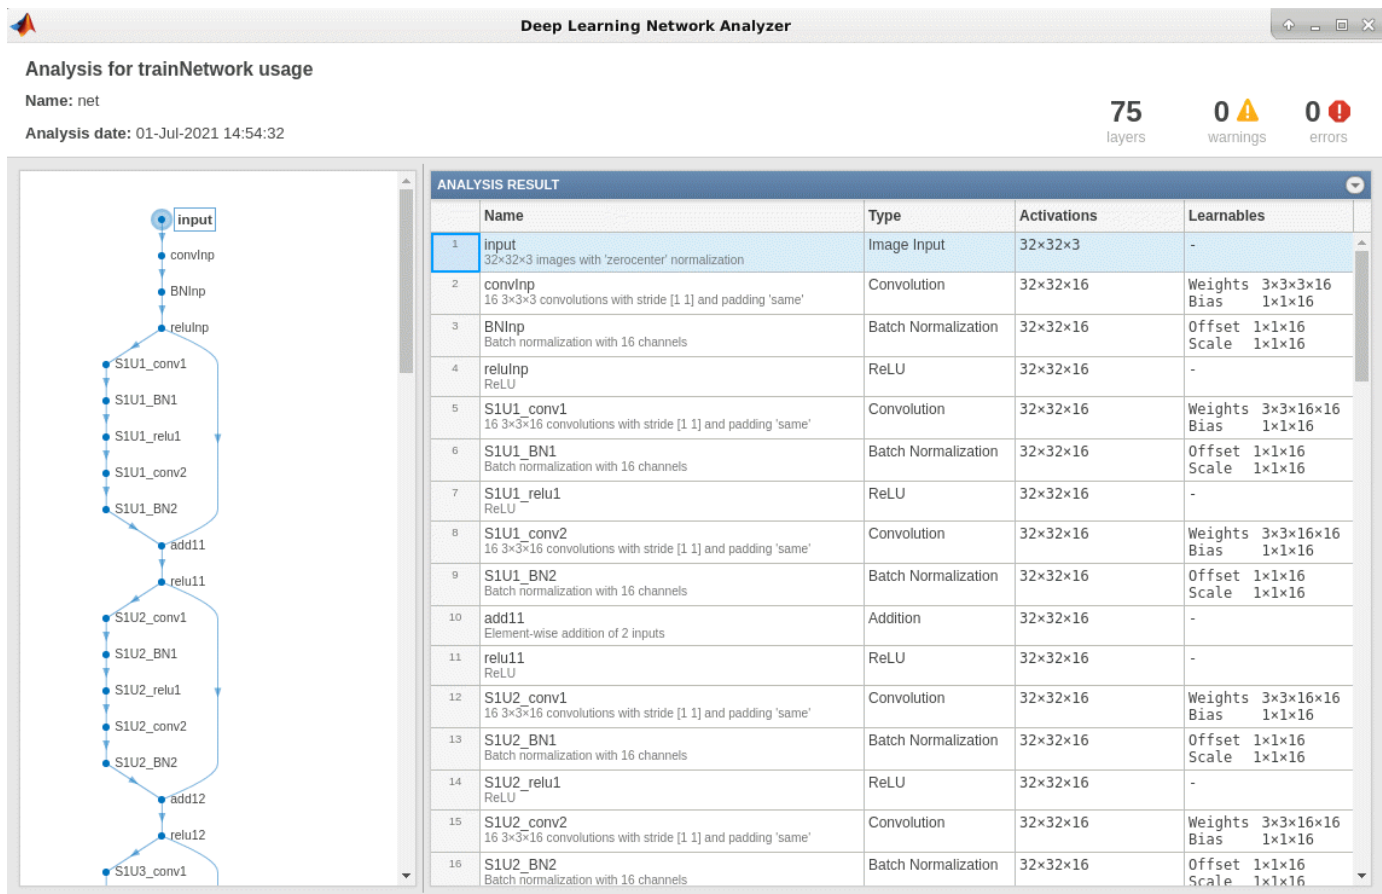 Deep Learning Network Analyzer
Analysis for trainNetwork usage
Name: net
Analysis date: 01-Jul-2021 14:54:32
75
layers
0
warnings
0
errors
input
convInp
BNInp
reluInp
S1U1_conv1
S1U1_BN1
S1U1_relu1
S1U1_conv2
S1U1_BN2
add11
relu11
S1U2_conv1
S1U2_BN1
S1U2_relu1
S1U2_conv2
S1U2_BN2
add12
relu12
S1U3_conv1
ANALYSIS RESULT
Name Type Activations Learnables
1 input Image Input 32×32×3 -
32×32×3 images with 'zerocenter' normalization
2 convInp Convolution 32×32×16 Weights 3×3×3×16
16 3×3×3 convolutions with stride [1 1] and padding 'same' Bias 1×1×16
3 BNInp Batch Normalization 32×32×16 Offset 1×1×16
Batch normalization with 16 channels Scale 1×1×16
4 reluInp ReLU 32×32×16 -
ReLU
5 S1U1_conv1 Convolution 32×32×16 Weights 3×3×16×16
16 3×3×16 convolutions with stride [1 1] and padding 'same' Bias 1×1×16
6 S1U1_BN1 Batch Normalization 32×32×16 Offset 1×1×16
Batch normalization with 16 channels Scale 1×1×16
7 S1U1_relu1 ReLU 32×32×16 -
ReLU
8 S1U1_conv2 Convolution 32×32×16 Weights 3×3×16×16
16 3×3×16 convolutions with stride [1 1] and padding 'same' Bias 1×1×16
9 S1U1_BN2 Batch Normalization 32×32×16 Offset 1×1×16
Batch normalization with 16 channels Scale 1×1×16
10 add11 Addition 32×32×16 -
Element-wise addition of 2 inputs
11 relu11 ReLU 32×32×16 -
ReLU
12 S1U2_conv1 Convolution 32×32×16 Weights 3×3×16×16
16 3×3×16 convolutions with stride [1 1] and padding 'same' Bias 1×1×16
13 S1U2_BN1 Batch Normalization 32×32×16 Offset 1×1×16
Batch normalization with 16 channels Scale 1×1×16
14 S1U2_relu1 ReLU 32×32×16 -
ReLU
15 S1U2_conv2 Convolution 32×32×16 Weights 3×3×16×16
16 3×3×16 convolutions with stride [1 1] and padding 'same' Bias 1×1×16
16 S1U2_BN2 Batch Normalization 32×32×16 Offset 1×1×16
Batch normalization with 16 channels Scale 1×1×16